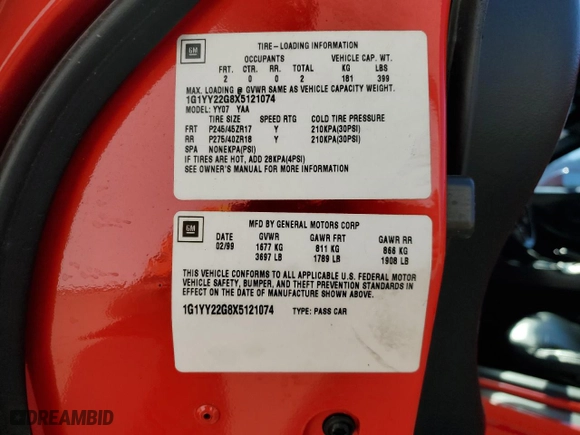 GM
TIRE-LOADING INFORMATION
OCCUPANTS VEHICLE CAP. WT.
FRT. CTR. RR. TOTAL KG LBS
2 0 0 2 181 399
MAX. LOADING @ GVWR SAME AS VEHICLE CAPACITY WEIGHT.
1G1YY22G8X5121074
MODEL: YY07 YAA
TIRE SIZE SPEED RTG COLD TIRE PRESSURE
FRT P245/45ZR17 Y 210KPA(30PSI)
RR P275/40ZR18 Y 210KPA(30PSI)
SPA NONEKPA(PSI)
IF TIRES ARE HOT, ADD 28KPA(4PSI)
SEE OWNER'S MANUAL FOR MORE INFORMATION
GM
MFD BY GENERAL MOTORS CORP
DATE GVWR GAWR FRT GAWR RR
02/99 1677 KG 811 KG 866 KG
3697 LB 1789 LB 1908 LB
THIS VEHICLE CONFORMS TO ALL APPLICABLE U.S. FEDERAL MOTOR
VEHICLE SAFETY, BUMPER, AND THEFT PREVENTION STANDARDS IN
EFFECT ON THE DATE OF MANUFACTURE SHOWN ABOVE.
1G1YY22G8X5121074 TYPE: PASS CAR
DREAMBID